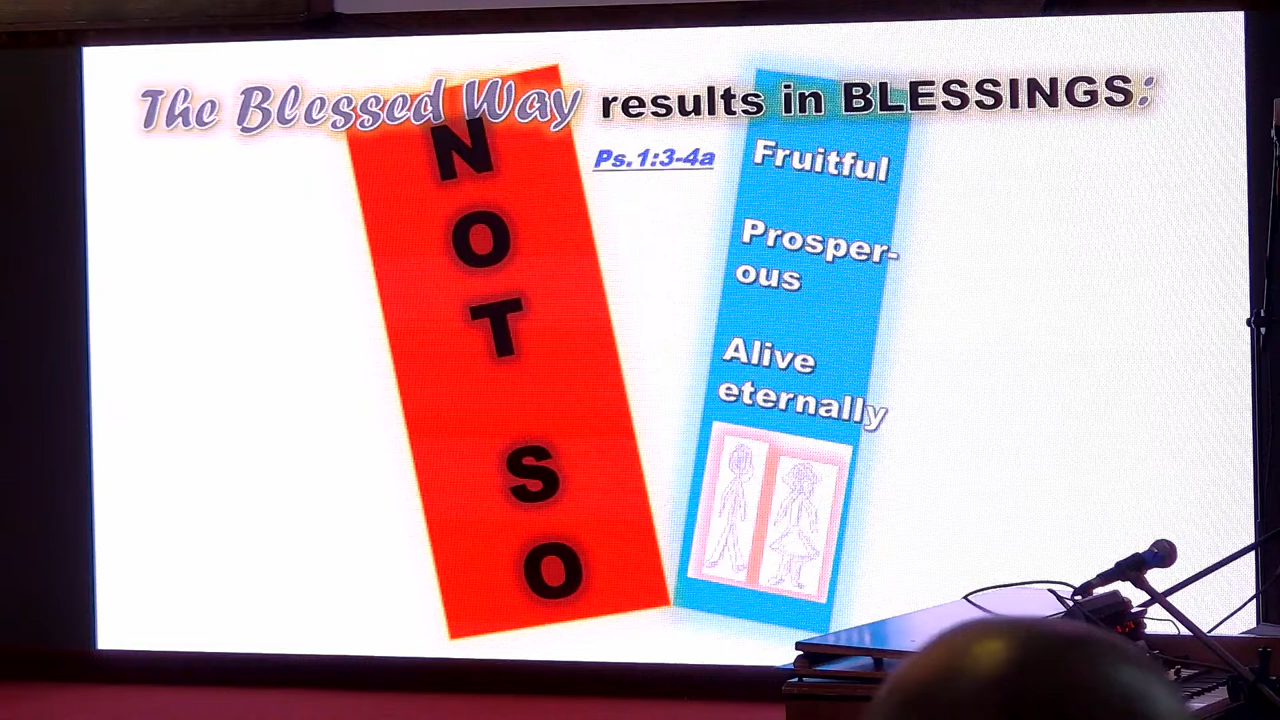 The Blessed Way results in BLESSINGS:
Ps.1:3-4a
N
O
T
S
O
Fruitful
Prosper-
ous
Alive
eternally